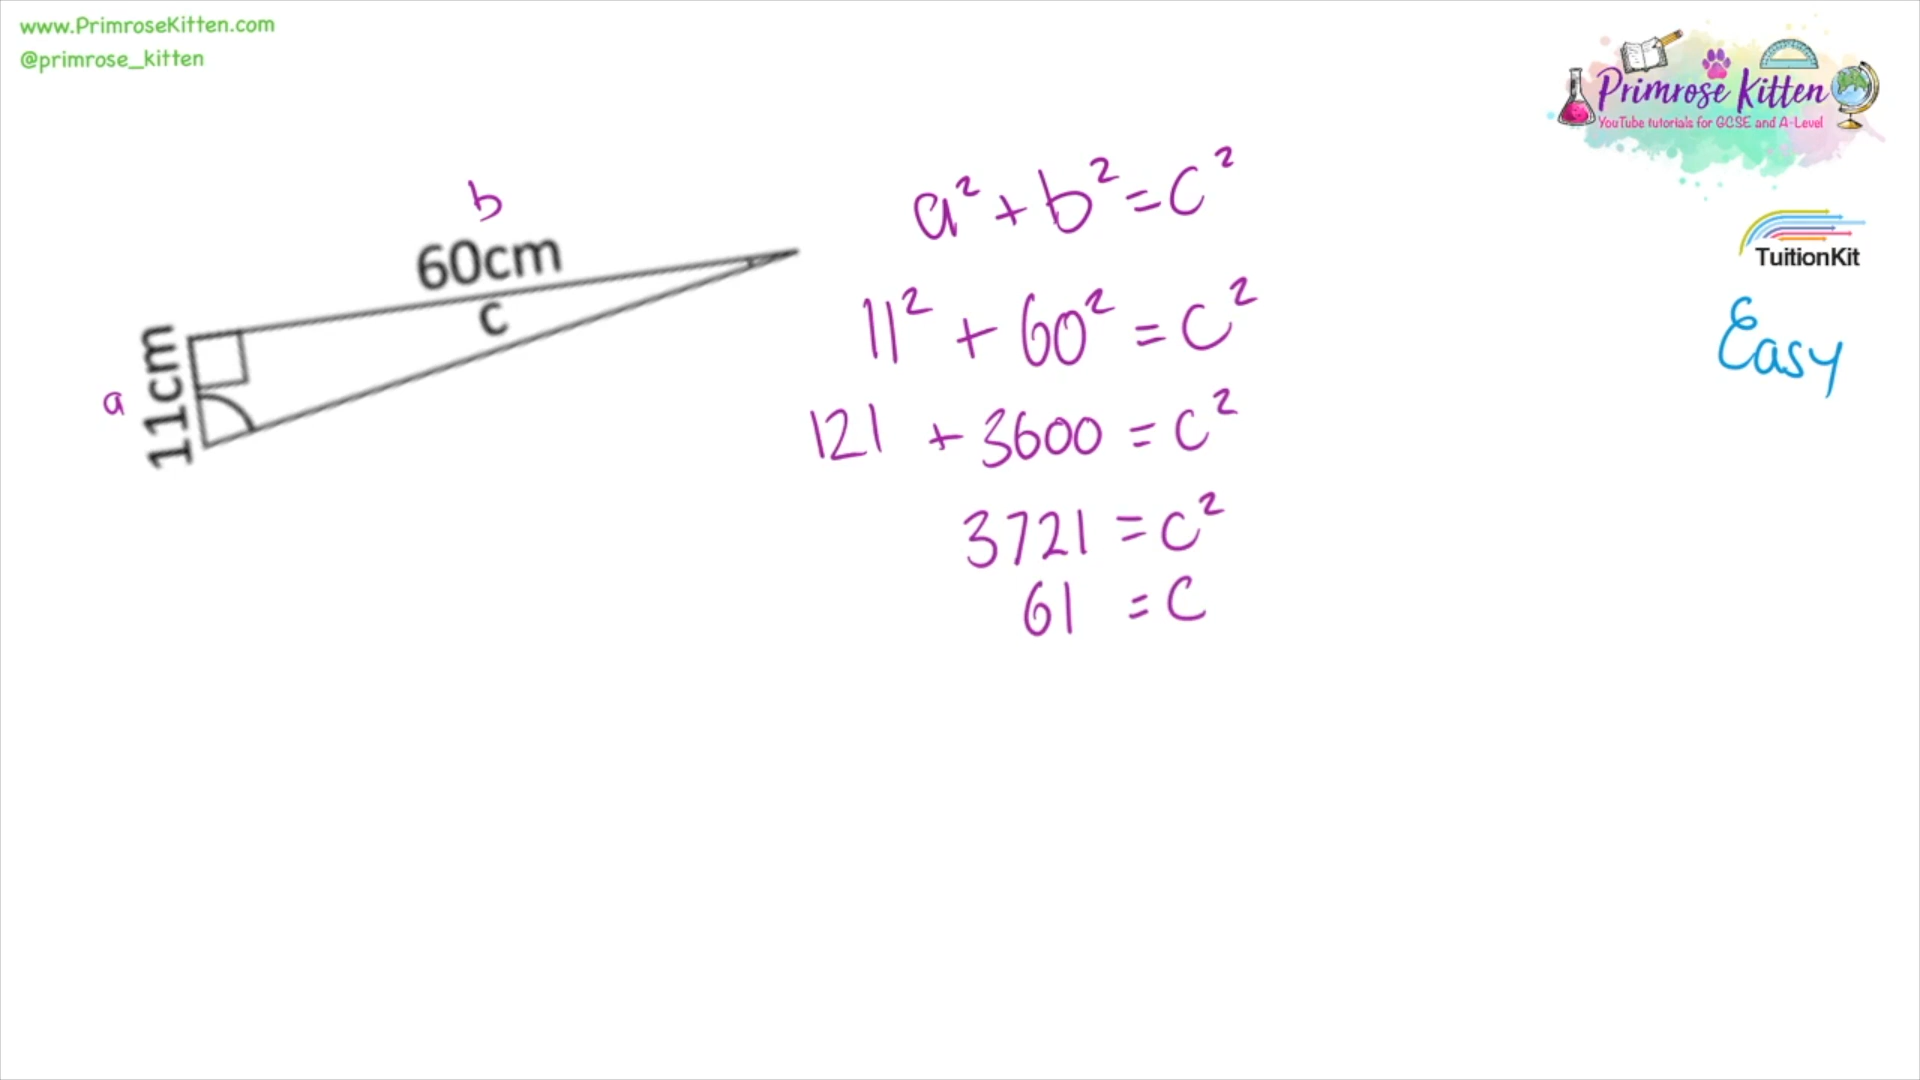 www.PrimroseKitten.com
@primrose_kitten
Primrose Kitten
YouTube tutorials for GCSE and A-Level
TuitionKit
Easy
b
60cm
c
a
11cm
a² + b² = c²
11² + 60² = c²
121 + 3600 = c²
3721 = c²
61 = c